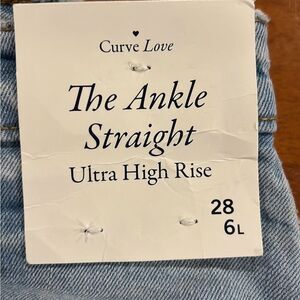 Curve Love
The Ankle
Straight
Ultra High Rise
28
6L